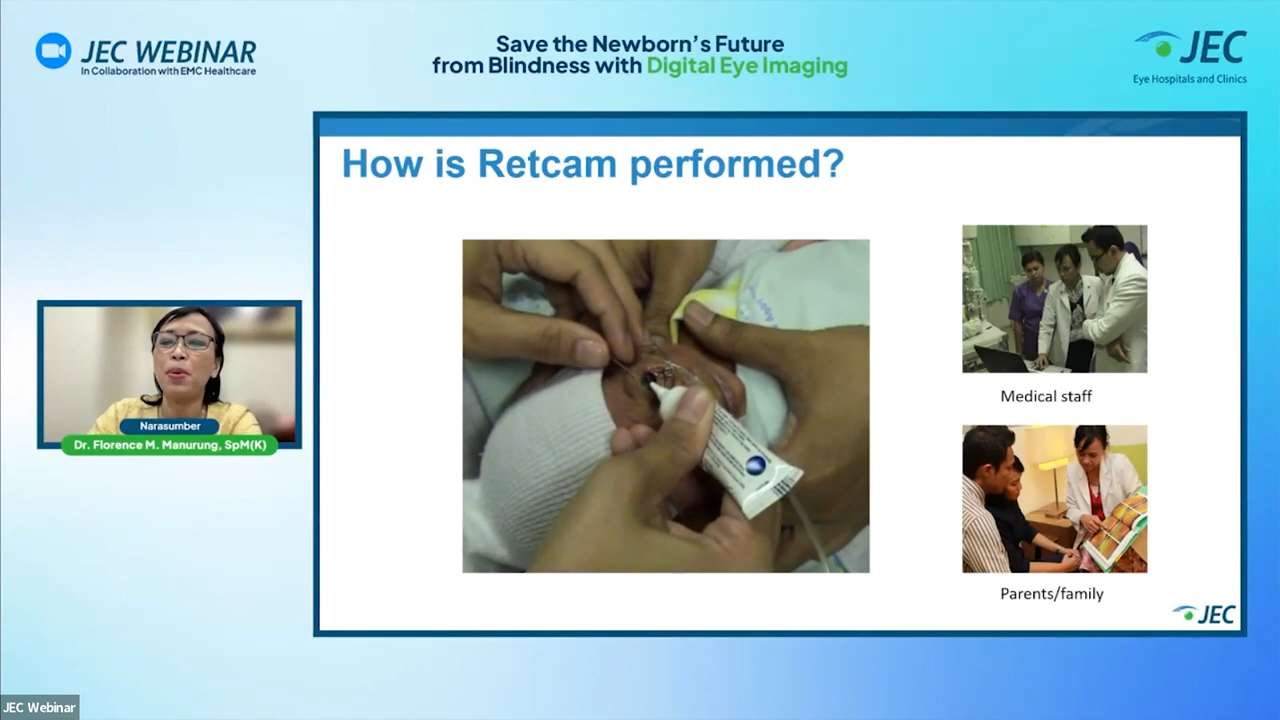 JEC WEBINAR
In Collaboration with EMC Healthcare
Save the Newborn's Future
from Blindness with Digital Eye Imaging
JEC
Eye Hospitals and Clinics
How is Retcam performed?
Medical staff
Narasumber
Dr. Florence M. Manurung, SpM(K)
Parents/family
JEC
JEC Webinar